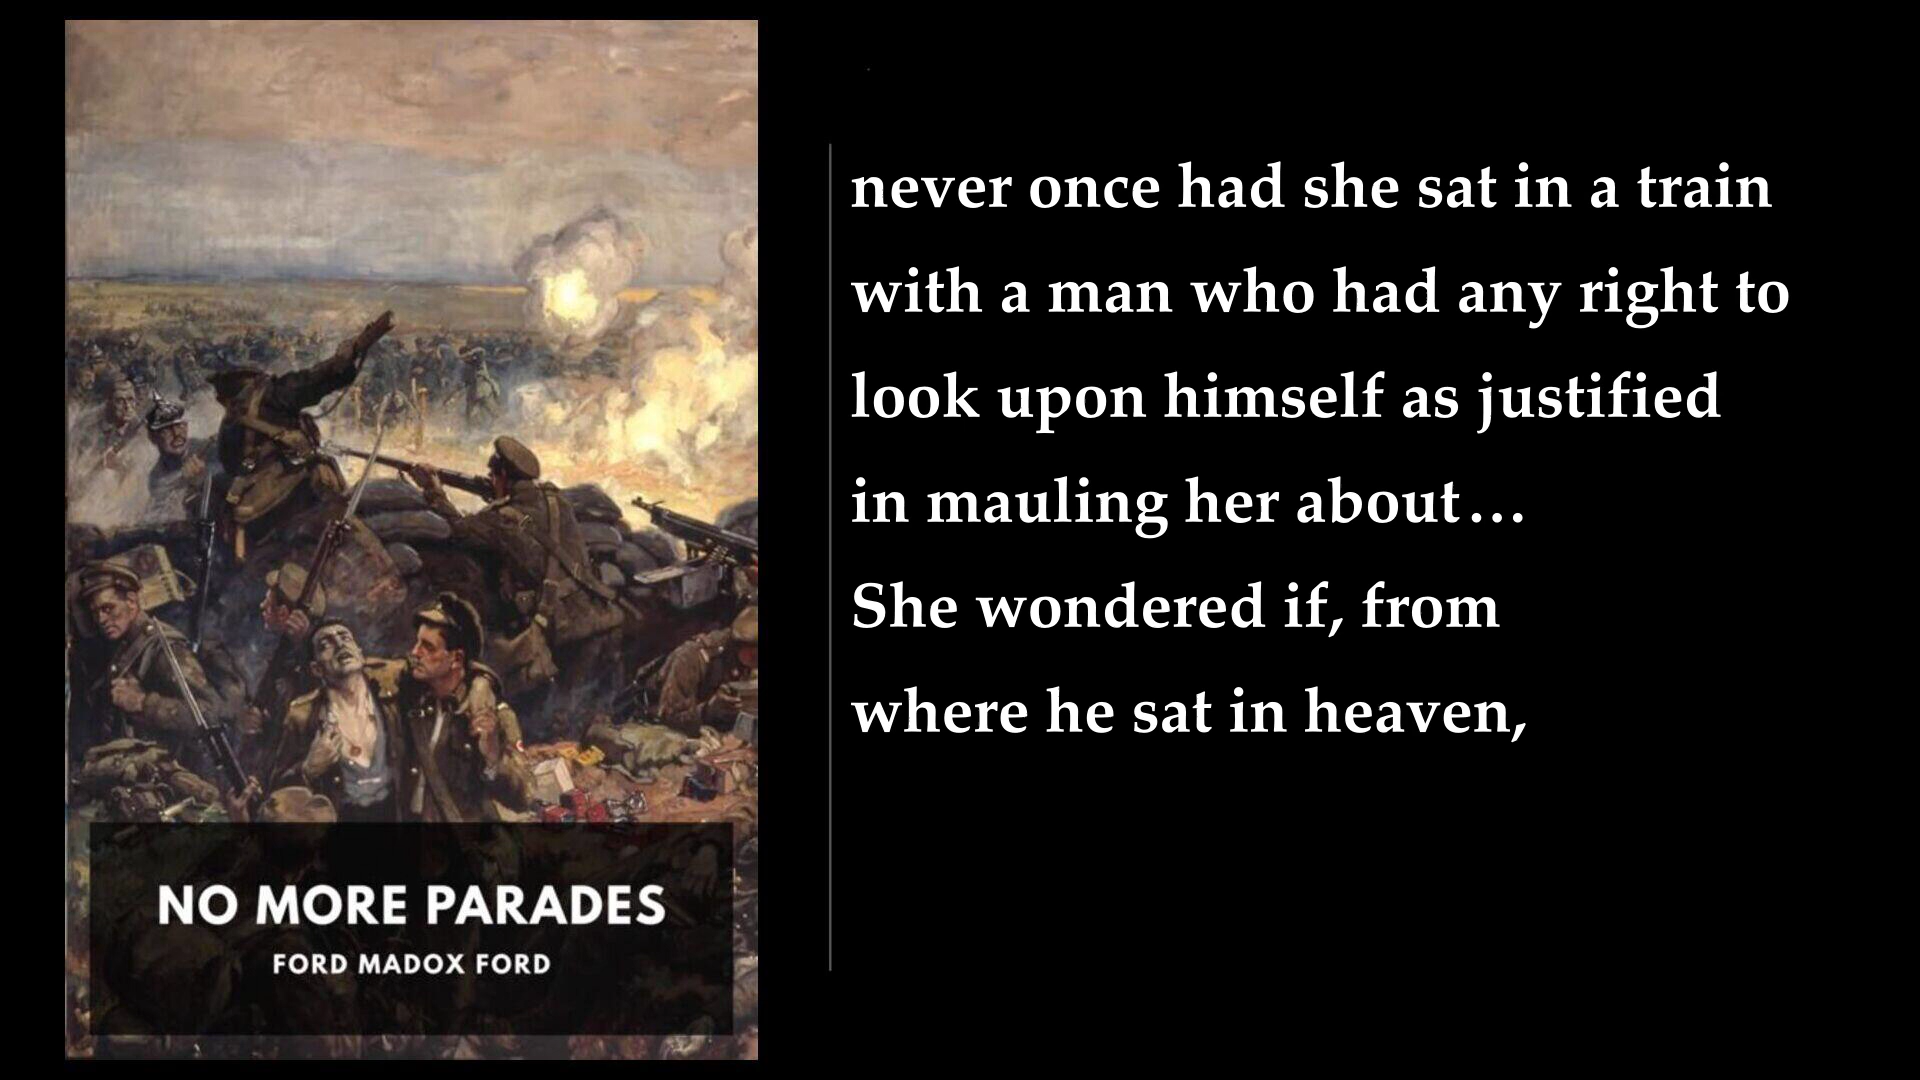 NO MORE PARADES
FORD MADOX FORD
never once had she sat in a train
with a man who had any right to
look upon himself as justified
in mauling her about…
She wondered if, from
where he sat in heaven,